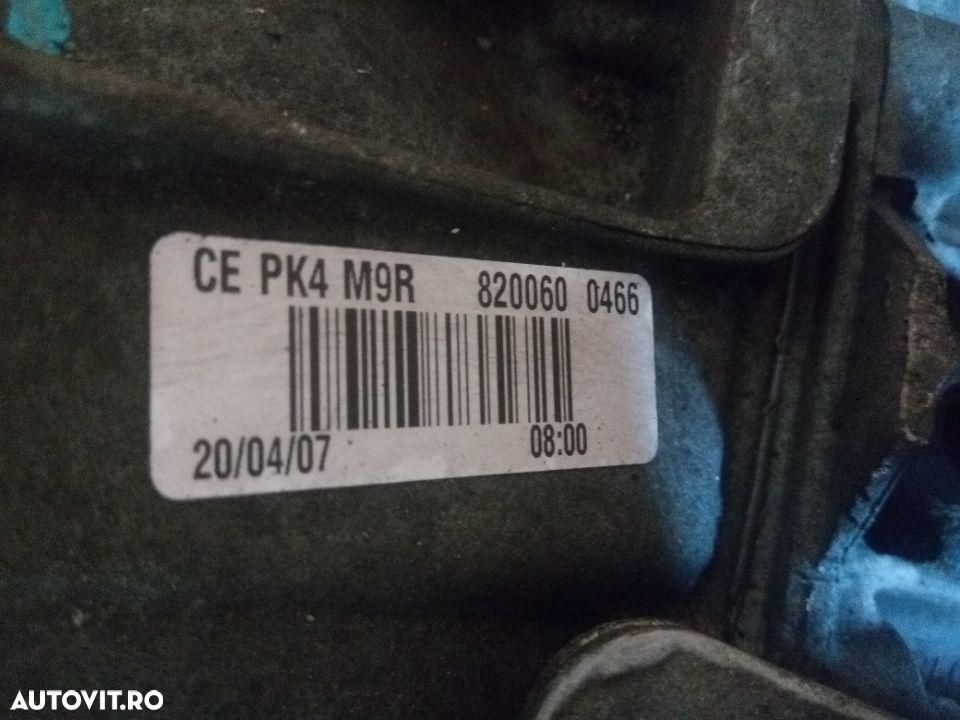 CE PK4 M9R 820060 0466
20/04/07 08:00
AUTOVIT.RO